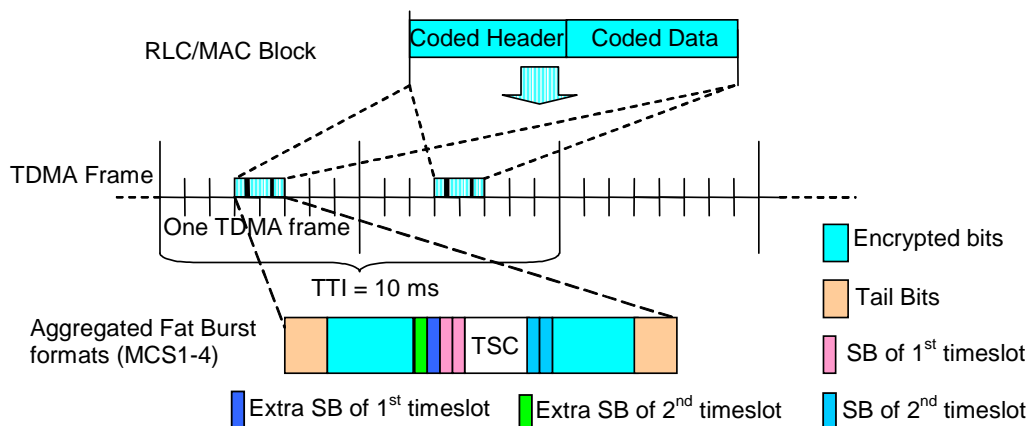 Coded Header Coded Data
RLC/MAC Block
TDMA Frame
One TDMA frame
Encrypted bits
TTI = 10 ms
Tail Bits
Aggregated Fat Burst
formats (MCS1-4)
TSC
SB of 1st timeslot
Extra SB of 1st timeslot
Extra SB of 2nd timeslot
SB of 2nd timeslot